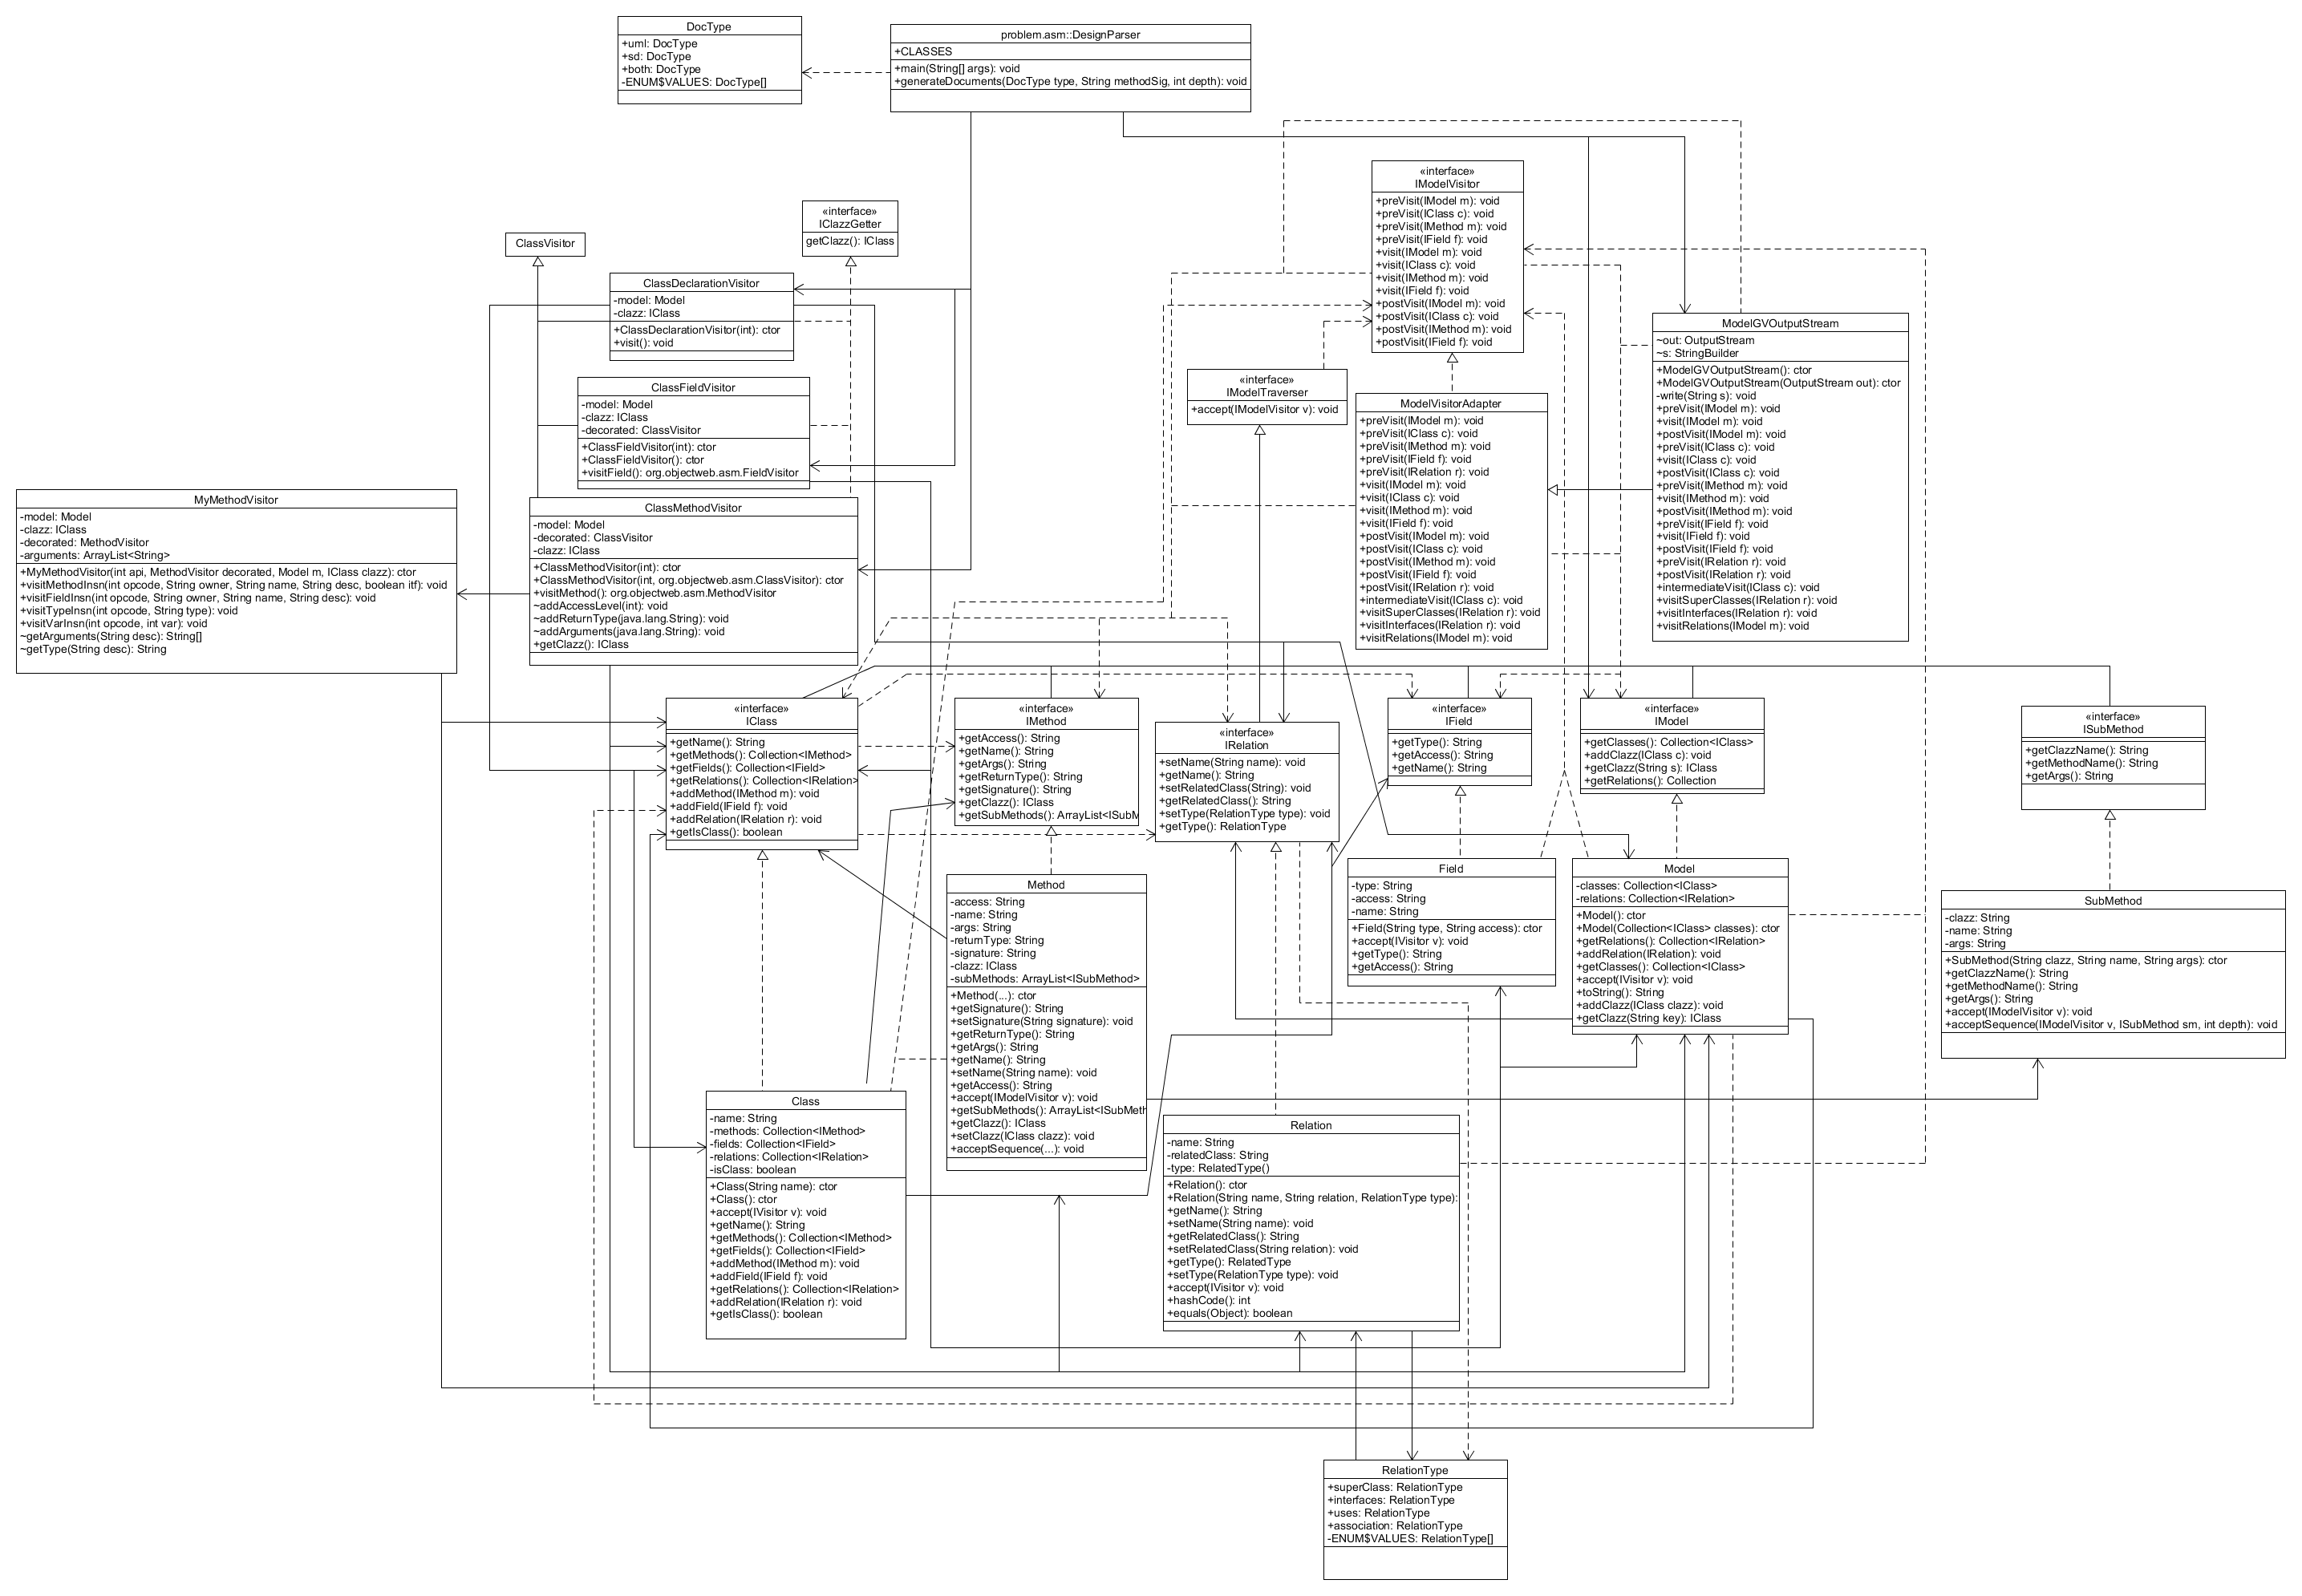 DocType
+uml: DocType
+sd: DocType
+both: DocType
-ENUM$VALUES: DocType[]
problem.asm::DesignParser
+CLASSES
+main(String[] args): void
+generateDocuments(DocType type, String methodSig, int depth): void
«interface»
IModelVisitor
+preVisit(IModel m): void
+preVisit(IClass c): void
+preVisit(IMethod m): void
+preVisit(IField f): void
+visit(IModel m): void
+visit(IClass c): void
+visit(IMethod m): void
+visit(IField f): void
+postVisit(IModel m): void
+postVisit(IClass c): void
+postVisit(IMethod m): void
+postVisit(IField f): void
«interface»
IClazzGetter
getClazz(): IClass
ClassVisitor
ClassDeclarationVisitor
-model: Model
-clazz: IClass
+ClassDeclarationVisitor(int): ctor
+visit(): void
ModelGVOutputStream
~out: OutputStream
~s: StringBuilder
+ModelGVOutputStream(): ctor
+ModelGVOutputStream(OutputStream out): ctor
-write(String s): void
+preVisit(IModel m): void
+visit(IModel m): void
+postVisit(IModel m): void
+preVisit(IClass c): void
+visit(IClass c): void
+postVisit(IClass c): void
+preVisit(IMethod m): void
+visit(IMethod m): void
+postVisit(IMethod m): void
+preVisit(IField f): void
+visit(IField f): void
+postVisit(IField f): void
+preVisit(IRelation r): void
+postVisit(IRelation r): void
+intermediateVisit(IClass c): void
+visitSuperClasses(IRelation r): void
+visitInterfaces(IRelation r): void
+visitRelations(IModel m): void
«interface»
IModelTraverser
+accept(IModelVisitor v): void
ClassFieldVisitor
-model: Model
-clazz: IClass
-decorated: ClassVisitor
+ClassFieldVisitor(int): ctor
+ClassFieldVisitor(): ctor
+visitField(): org.objectweb.asm.FieldVisitor
ModelVisitorAdapter
+preVisit(IModel m): void
+preVisit(IClass c): void
+preVisit(IMethod m): void
+preVisit(IField f): void
+preVisit(IRelation r): void
+visit(IModel m): void
+visit(IClass c): void
+visit(IMethod m): void
+visit(IField f): void
+postVisit(IModel m): void
+postVisit(IClass c): void
+postVisit(IMethod m): void
+postVisit(IField f): void
+postVisit(IRelation r): void
+intermediateVisit(IClass c): void
+visitSuperClasses(IRelation r): void
+visitInterfaces(IRelation r): void
+visitRelations(IModel m): void
MyMethodVisitor
-model: Model
-clazz: IClass
-decorated: MethodVisitor
-arguments: ArrayList<String>
+MyMethodVisitor(int api, MethodVisitor decorated, Model m, IClass clazz): ctor
+visitMethodInsn(int opcode, String owner, String name, String desc, boolean itf): void
+visitFieldInsn(int opcode, String owner, String name, String desc): void
+visitTypeInsn(int opcode, String type): void
+visitVarInsn(int opcode, int var): void
~getArguments(String desc): String[]
~getType(String desc): String
ClassMethodVisitor
-model: Model
-decorated: ClassVisitor
-clazz: IClass
+ClassMethodVisitor(int): ctor
+ClassMethodVisitor(int, org.objectweb.asm.ClassVisitor): ctor
+visitMethod(): org.objectweb.asm.MethodVisitor
~addAccessLevel(int): void
~addReturnType(java.lang.String): void
~addArguments(java.lang.String): void
+getClazz(): IClass
«interface»
IClass
+getName(): String
+getMethods(): Collection<IMethod>
+getFields(): Collection<IField>
+getRelations(): Collection<IRelation>
+addMethod(IMethod m): void
+addField(IField f): void
+addRelation(IRelation r): void
+getIsClass(): boolean
«interface»
IMethod
+getAccess(): String
+getName(): String
+getArgs(): String
+getReturnType(): String
+getSignature(): String
+getClazz(): IClass
+getSubMethods(): ArrayList<ISubM
«interface»
IRelation
+setName(String name): void
+getName(): String
+setRelatedClass(String): void
+getRelatedClass(): String
+setType(RelationType type): void
+getType(): RelationType
«interface»
IField
+getType(): String
+getAccess(): String
+getName(): String
«interface»
IModel
+getClasses(): Collection<IClass>
+addClazz(IClass c): void
+getClazz(String s): IClass
+getRelations(): Collection
«interface»
ISubMethod
+getClazzName(): String
+getMethodName(): String
+getArgs(): String
Method
-access: String
-name: String
-args: String
-returnType: String
-signature: String
-clazz: IClass
-subMethods: ArrayList<ISubMethod>
+Method(...): ctor
+getSignature(): String
+setSignature(String signature): void
+getReturnType(): String
+getArgs(): String
+getName(): String
+setName(String name): void
+getAccess(): String
+accept(IModelVisitor v): void
+getSubMethods(): ArrayList<ISubMeth
+getClazz(): IClass
+setClazz(IClass clazz): void
+acceptSequence(...): void
Field
-type: String
-access: String
-name: String
+Field(String type, String access): ctor
+accept(IVisitor v): void
+getType(): String
+getAccess(): String
Model
-classes: Collection<IClass>
-relations: Collection<IRelation>
+Model(): ctor
+Model(Collection<IClass> classes): ctor
+getRelations(): Collection<IRelation>
+addRelation(IRelation): void
+getClasses(): Collection<IClass>
+accept(IVisitor v): void
+toString(): String
+addClazz(IClass clazz): void
+getClazz(String key): IClass
SubMethod
-clazz: String
-name: String
-args: String
+SubMethod(String clazz, String name, String args): ctor
+getClazzName(): String
+getMethodName(): String
+getArgs(): String
+accept(IModelVisitor v): void
+acceptSequence(IModelVisitor v, ISubMethod sm, int depth): void
Class
-name: String
-methods: Collection<IMethod>
-fields: Collection<IField>
-relations: Collection<IRelation>
-isClass: boolean
+Class(String name): ctor
+Class(): ctor
+accept(IVisitor v): void
+getName(): String
+getMethods(): Collection<IMethod>
+getFields(): Collection<IField>
+addMethod(IMethod m): void
+addField(IField f): void
+getRelations(): Collection<IRelation>
+addRelation(IRelation r): void
+getIsClass(): boolean
Relation
-name: String
-relatedClass: String
-type: RelatedType()
+Relation(): ctor
+Relation(String name, String relation, RelationType type):
+getName(): String
+setName(String name): void
+getRelatedClass(): String
+setRelatedClass(String relation): void
+getType(): RelatedType
+setType(RelationType type): void
+accept(IVisitor v): void
+hashCode(): int
+equals(Object): boolean
RelationType
+superClass: RelationType
+interfaces: RelationType
+uses: RelationType
+association: RelationType
-ENUM$VALUES: RelationType[]